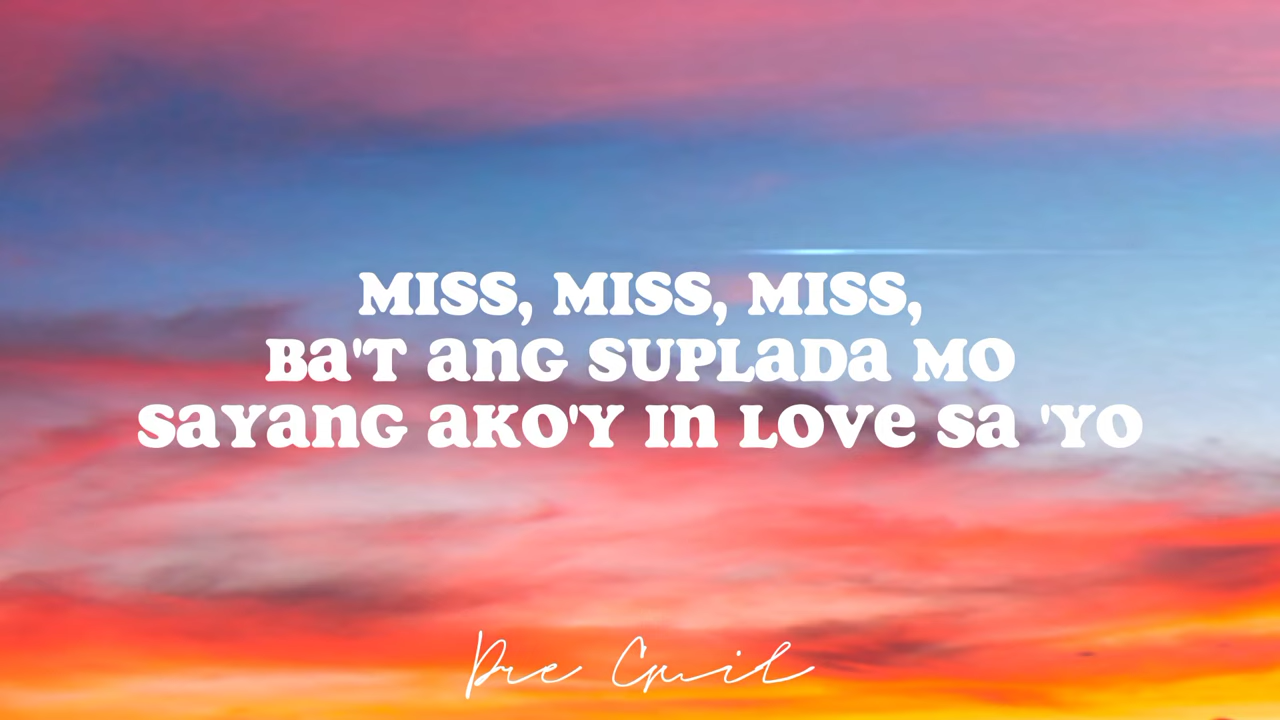 MISS, MISS, MISS,
Ba'T anG SUPLaDa MO
SaYanG aKO'Y In LOVe Sa 'YO